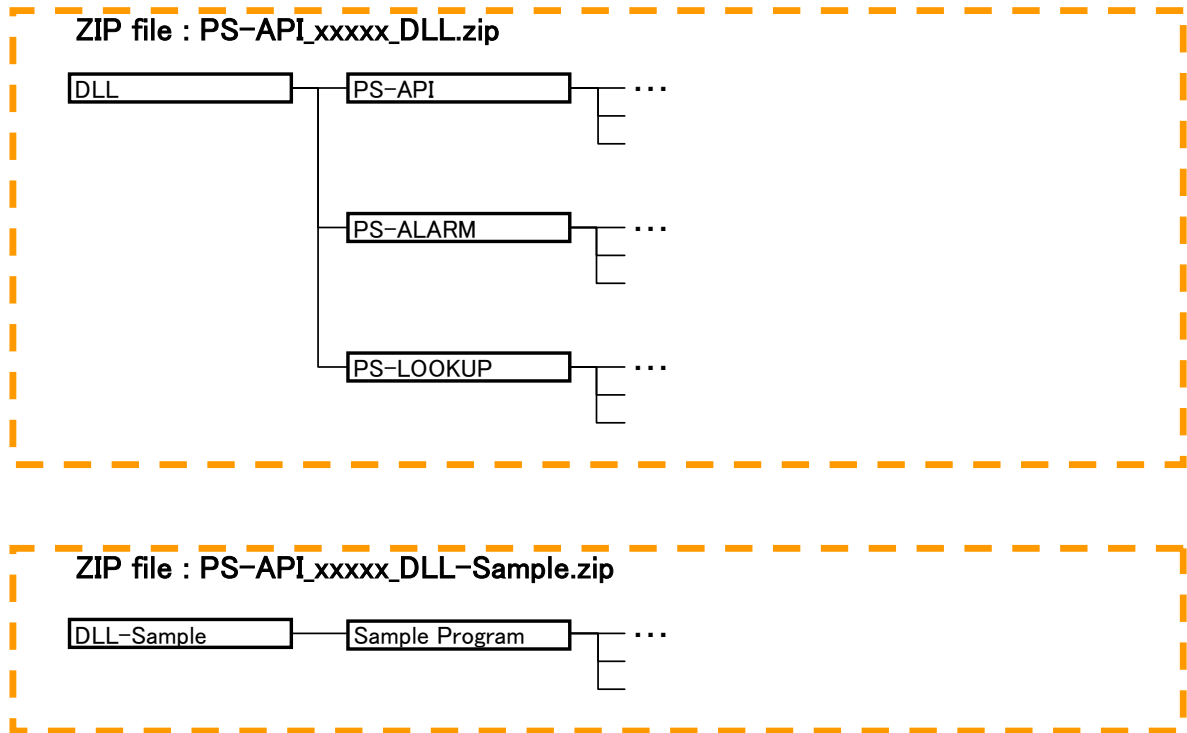 ZIP file : PS-API_xxxxx_DLL.zip
DLL
PS-API
...
PS-ALARM
...
PS-LOOKUP
...
ZIP file : PS-API_xxxxx_DLL-Sample.zip
DLL-Sample
Sample Program
...